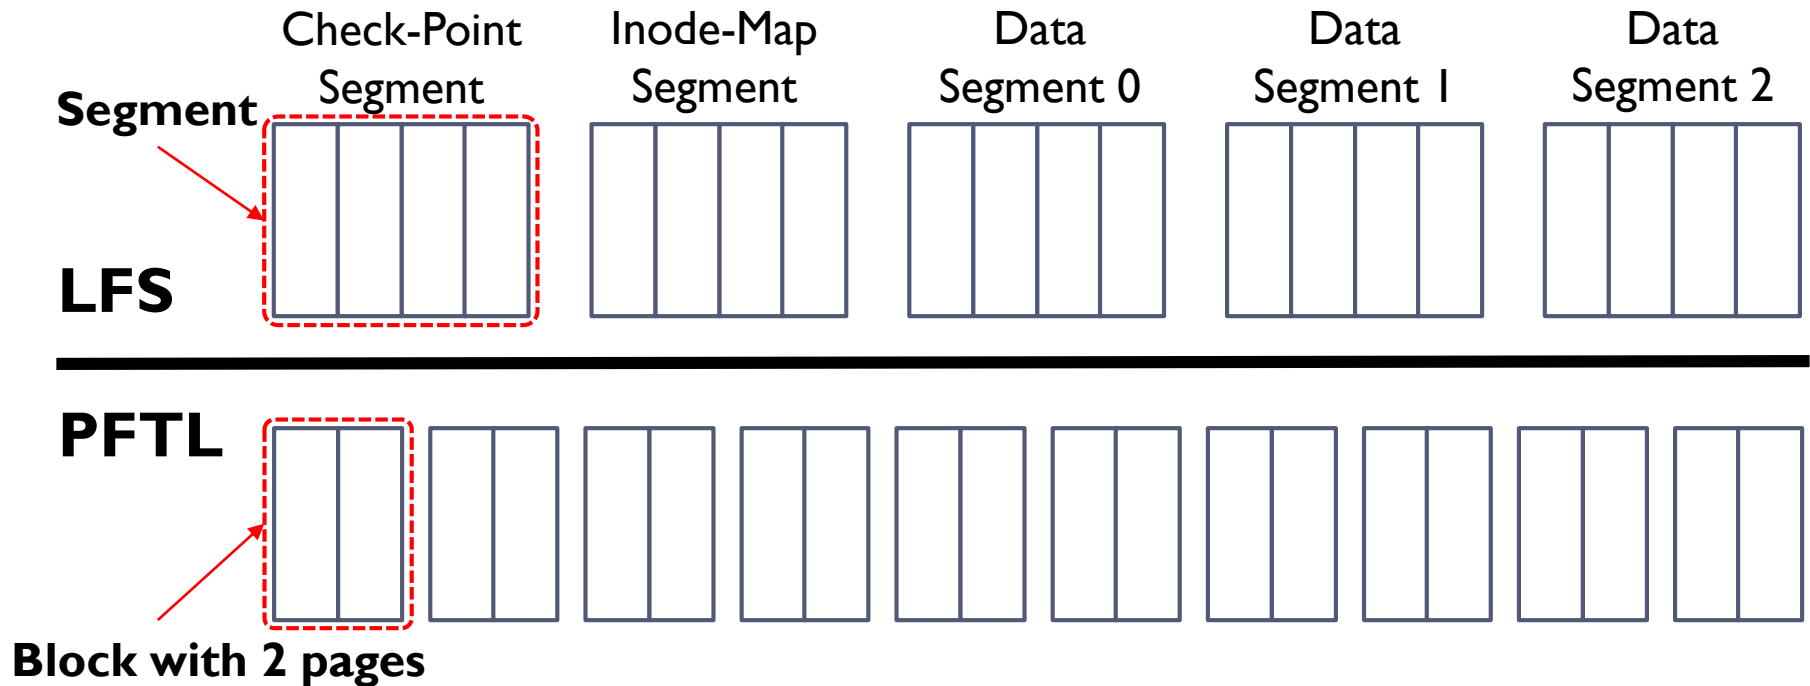 Check-Point
Segment
Inode-Map
Segment
Data
Segment 0
Data
Segment 1
Data
Segment 2
Segment
LFS
PFTL
Block with 2 pages